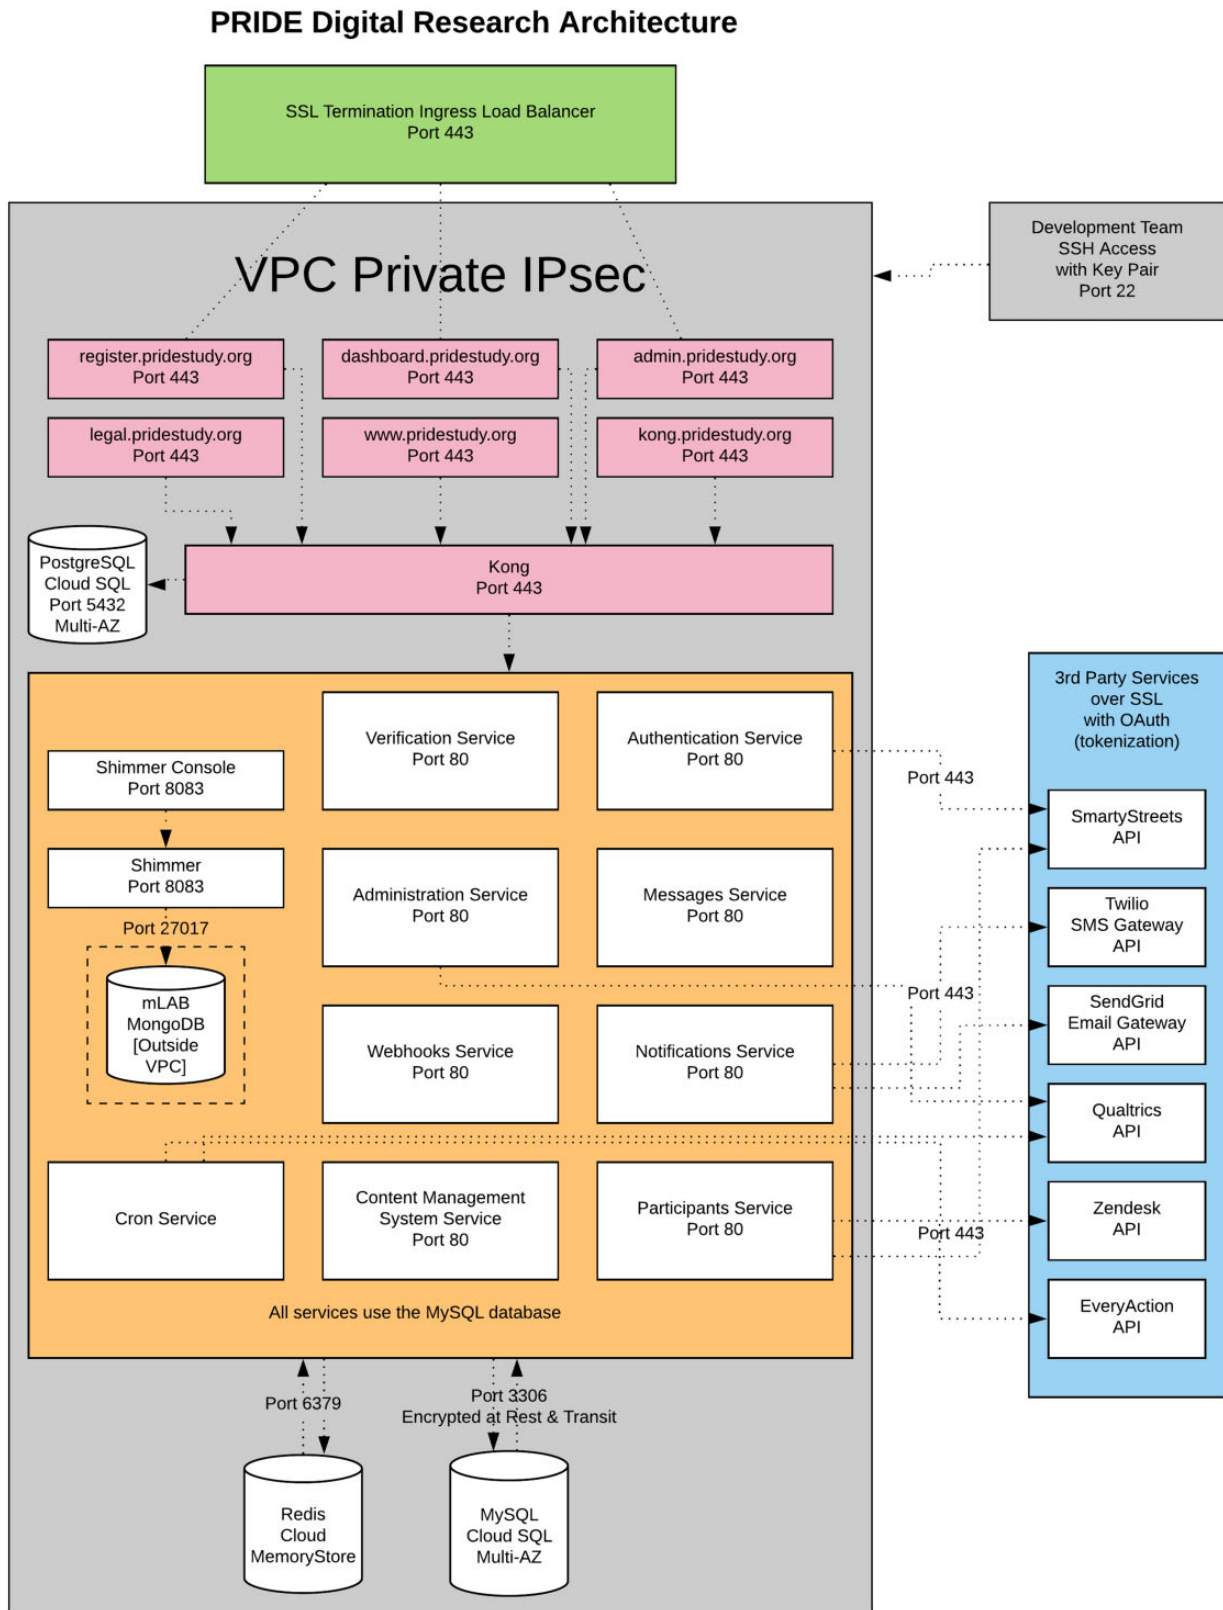 PRIDE Digital Research Architecture
SSL Termination Ingress Load Balancer
Port 443
VPC Private IPsec
Development Team
SSH Access
with Key Pair
Port 22
register.pridestudy.org
Port 443
dashboard.pridestudy.org
Port 443
admin.pridestudy.org
Port 443
legal.pridestudy.org
Port 443
www.pridestudy.org
Port 443
kong.pridestudy.org
Port 443
PostgreSQL
Cloud SQL
Port 5432
Multi-AZ
Kong
Port 443
Verification Service
Port 80
Authentication Service
Port 80
Shimmer Console
Port 8083
Shimmer
Port 8083
Port 27017
mLAB
MongoDB
[Outside
VPC]
Administration Service
Port 80
Messages Service
Port 80
Webhooks Service
Port 80
Notifications Service
Port 80
Cron Service
Content Management
System Service
Port 80
Participants Service
Port 80
All services use the MySQL database
Port 443
Port 443
Port 443
3rd Party Services
over SSL
with OAuth
(tokenization)
SmartyStreets
API
Twilio
SMS Gateway
API
SendGrid
Email Gateway
API
Qualtrics
API
Zendesk
API
EveryAction
API
Port 6379
Port 3306
Encrypted at Rest & Transit
Redis
Cloud
MemoryStore
MySQL
Cloud SQL
Multi-AZ